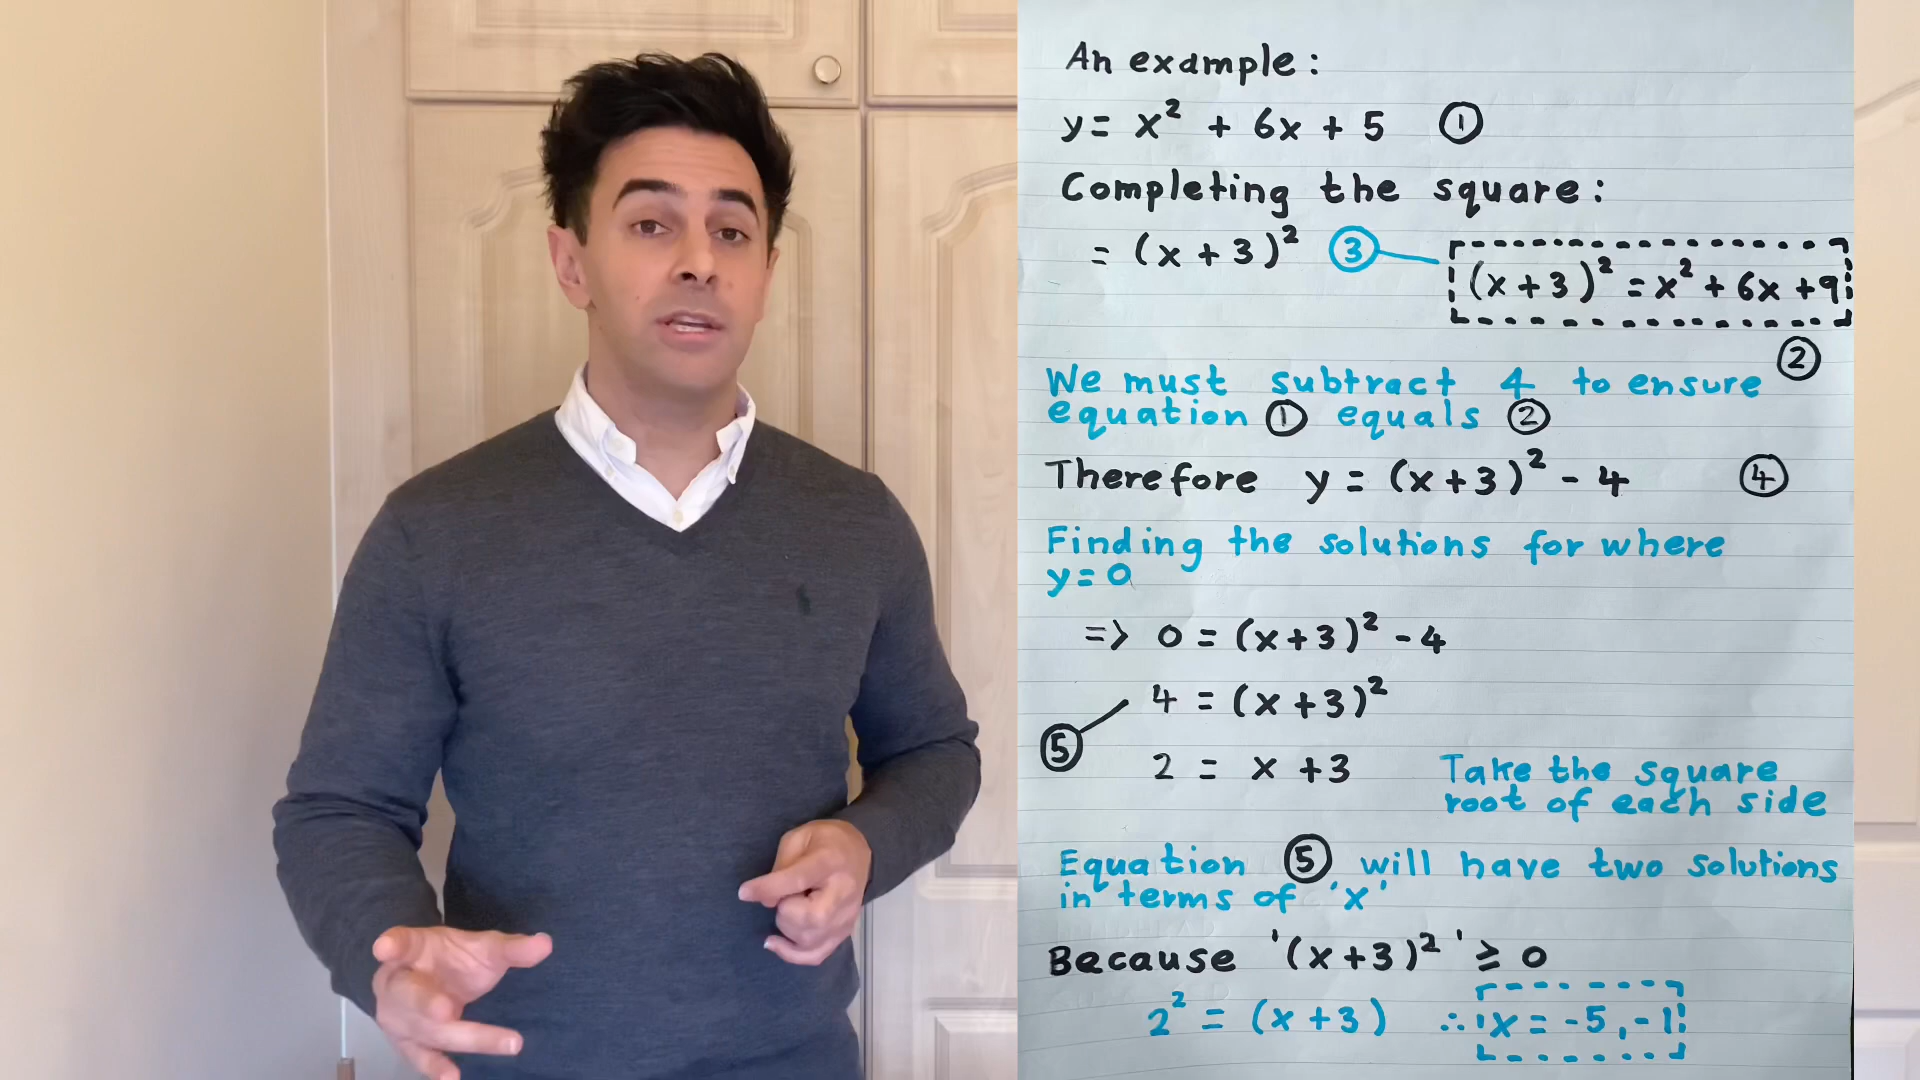 An example:
y = x² + 6x + 5 ①
Completing the square:
= (x + 3)² ③
(x + 3)² = x² + 6x + 9
②
We must subtract 4 to ensure
equation ① equals ②
Therefore y = (x + 3)² - 4 ④
Finding the solutions for where
y = 0
=> 0 = (x + 3)² - 4
4 = (x + 3)²
⑤
2 = x + 3
Take the square
root of each side
Equation ⑤ will have two solutions
in terms of 'x'
Because '(x + 3)²' ≥ 0
2² = (x + 3) ∴ x = -5, -1